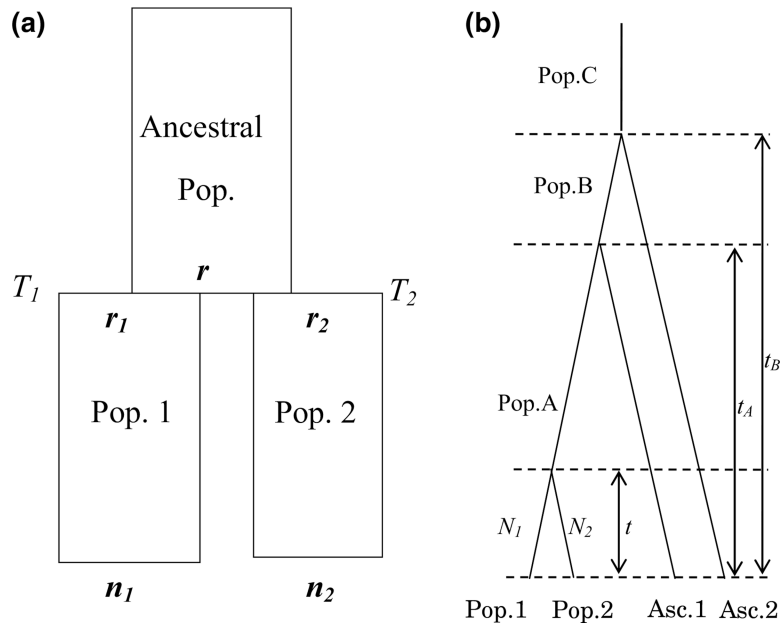 (a)
Ancestral
Pop.
r
T1
T2
r1
r2
Pop. 1
Pop. 2
n1
n2
(b)
Pop.C
Pop.B
tB
tA
Pop.A
N1
N2
t
Pop.1
Pop.2
Asc.1
Asc.2